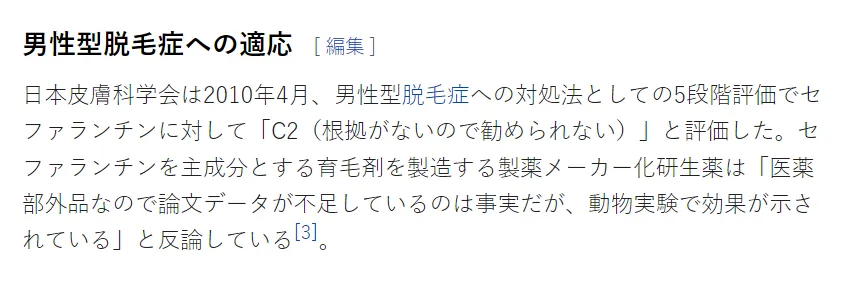 男性型脱毛症への適応 [編集]
日本皮膚科学会は2010年4月、男性型脱毛症への対処法としての5段階評価でセ
ファランチンに対して「C2（根拠がないので勧められない）」と評価した。セ
ファランチンを主成分とする育毛剤を製造する製薬メーカー化研生薬は「医薬
部外品なので論文データが不足しているのは事実だが、動物実験で効果が示さ
れている」と反論している[3]。